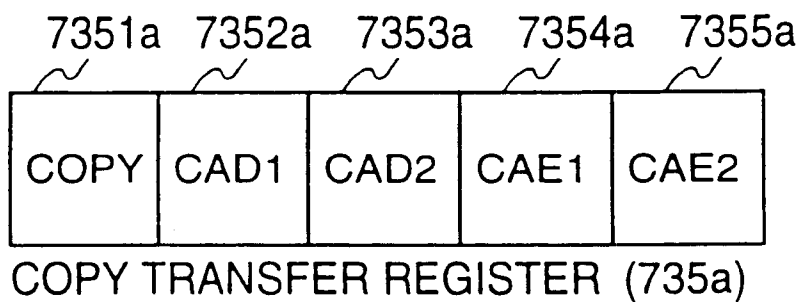 7351a 7352a 7353a 7354a 7355a
COPY CAD1 CAD2 CAE1 CAE2
COPY TRANSFER REGISTER (735a)